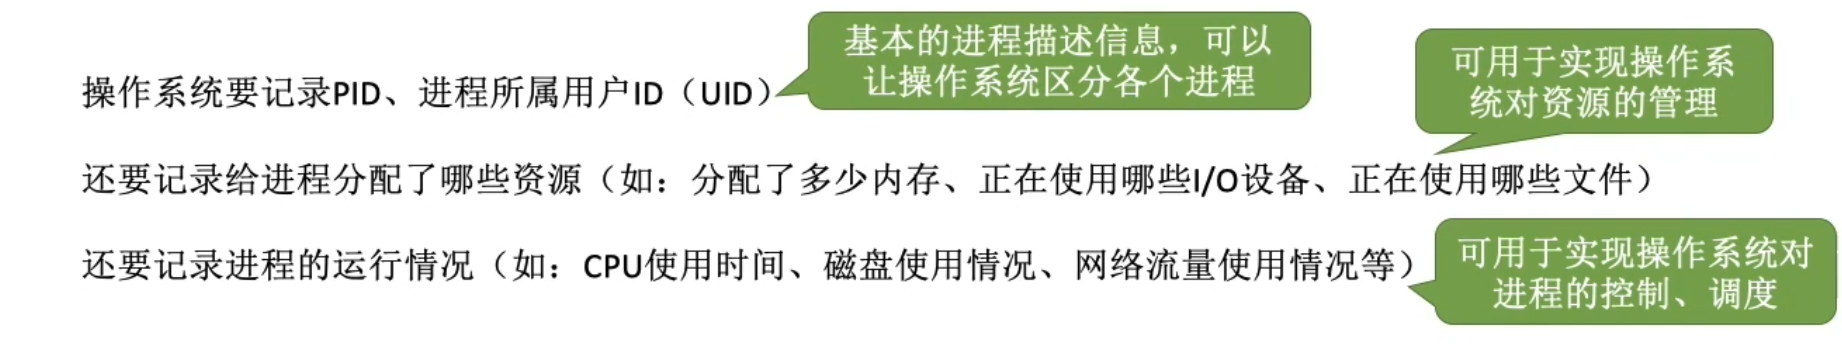 基本的进程描述信息，可以
让操作系统区分各个进程
操作系统要记录PID、进程所属用户ID（UID）
可用于实现操作系
统对资源的管理
还要记录给进程分配了哪些资源（如：分配了多少内存、正在使用哪些I/O设备、正在使用哪些文件）
还要记录进程的运行情况（如：CPU使用时间、磁盘使用情况、网络流量使用情况等）
可用于实现操作系统对
进程的控制、调度